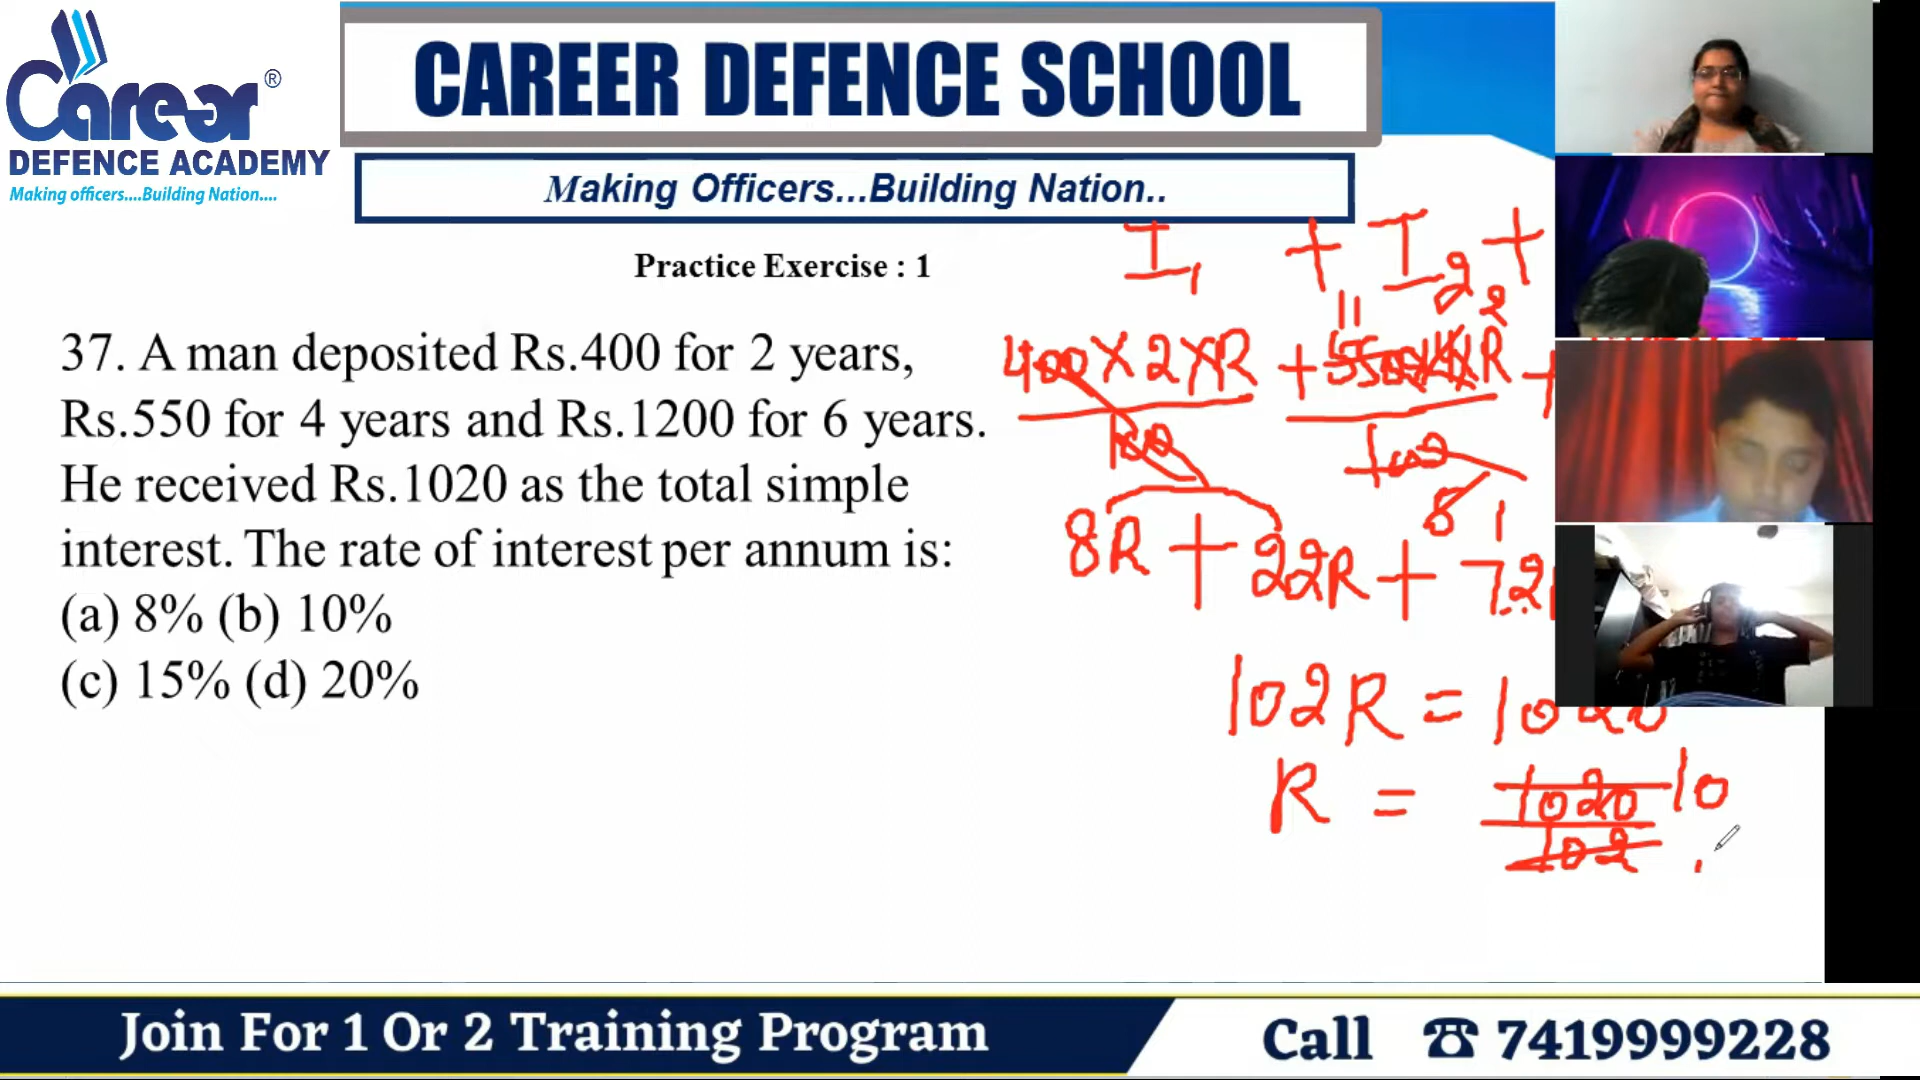 Career®
DEFENCE ACADEMY
Making officers....Building Nation....
CAREER DEFENCE SCHOOL
Making Officers...Building Nation..
Practice Exercise : 1
37. A man deposited Rs.400 for 2 years,
Rs.550 for 4 years and Rs.1200 for 6 years.
He received Rs.1020 as the total simple
interest. The rate of interest per annum is:
(a) 8% (b) 10%
(c) 15% (d) 20%
I₁ + I₂ +
11 2
400 × 2 × R + 550 × 4 × R +
100 100
8R + 22R + 72
102R = 1020
R = 1020 10
102
Join For 1 Or 2 Training Program
Call ☎ 7419999228